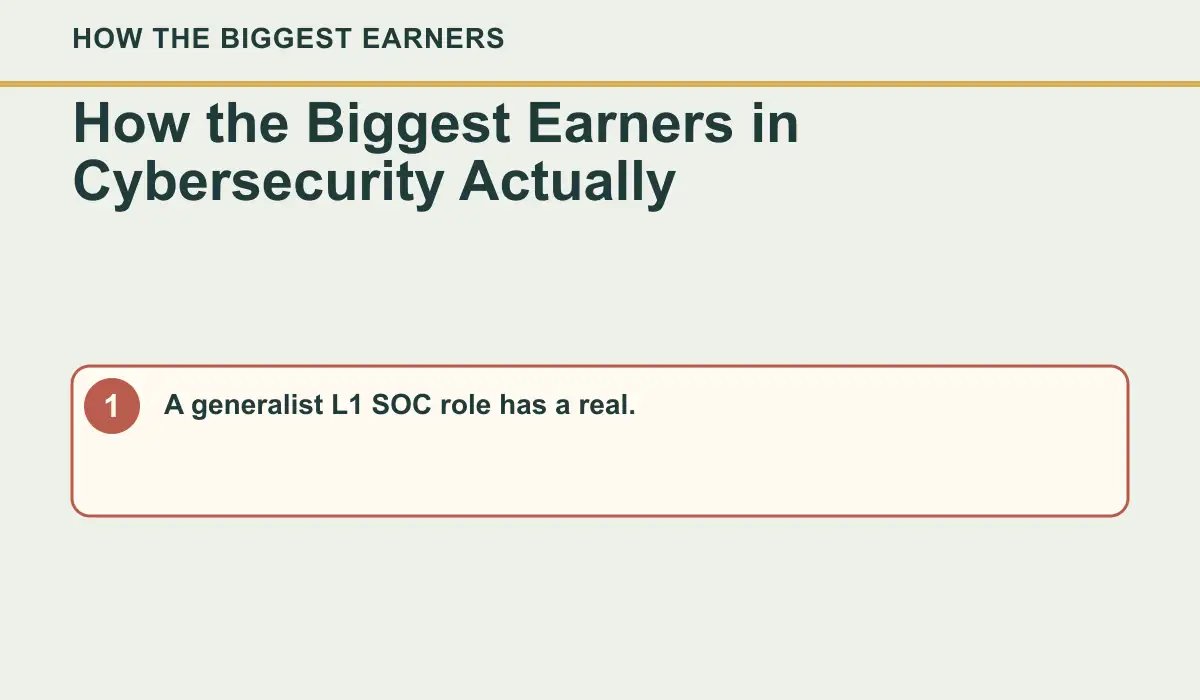 HOW THE BIGGEST EARNERS
How the Biggest Earners in
Cybersecurity Actually
1
A generalist L1 SOC role has a real.